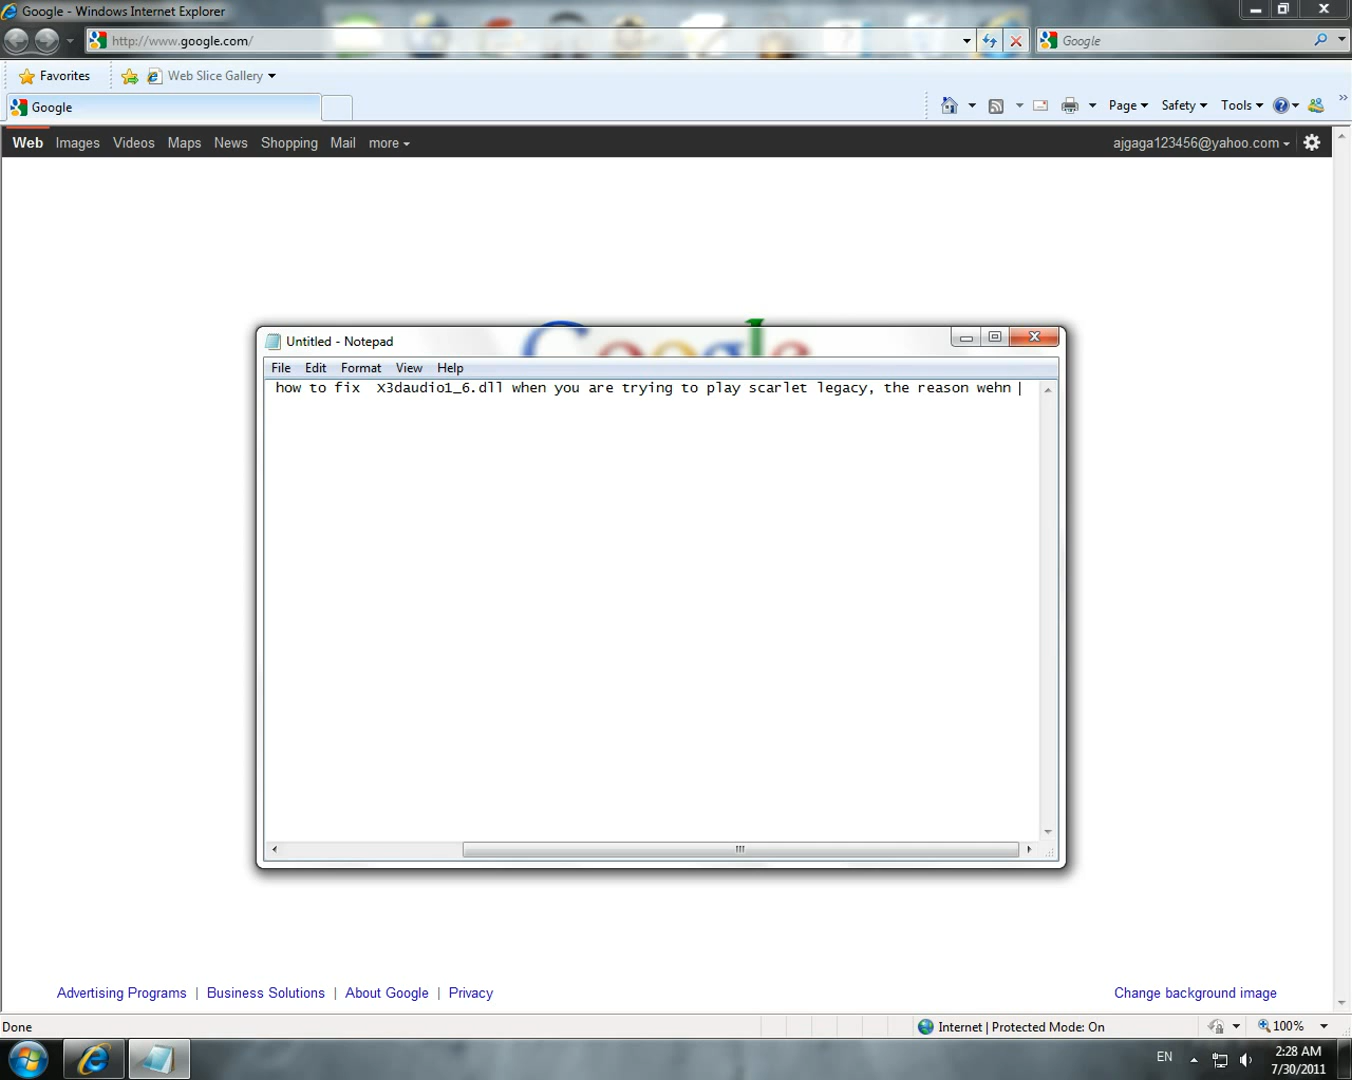 Google - Windows Internet Explorer
http://www.google.com/
Google
Favorites
Web Slice Gallery
Google
Page
Safety
Tools
Web Images Videos Maps News Shopping Mail more
ajgaga123456@yahoo.com
Google
Untitled - Notepad
File Edit Format View Help
how to fix  X3daudio1_6.dll when you are trying to play scarlet legacy, the reason wehn
Advertising Programs | Business Solutions | About Google | Privacy
Change background image
Done
Internet | Protected Mode: On
100%
EN
2:28 AM
7/30/2011